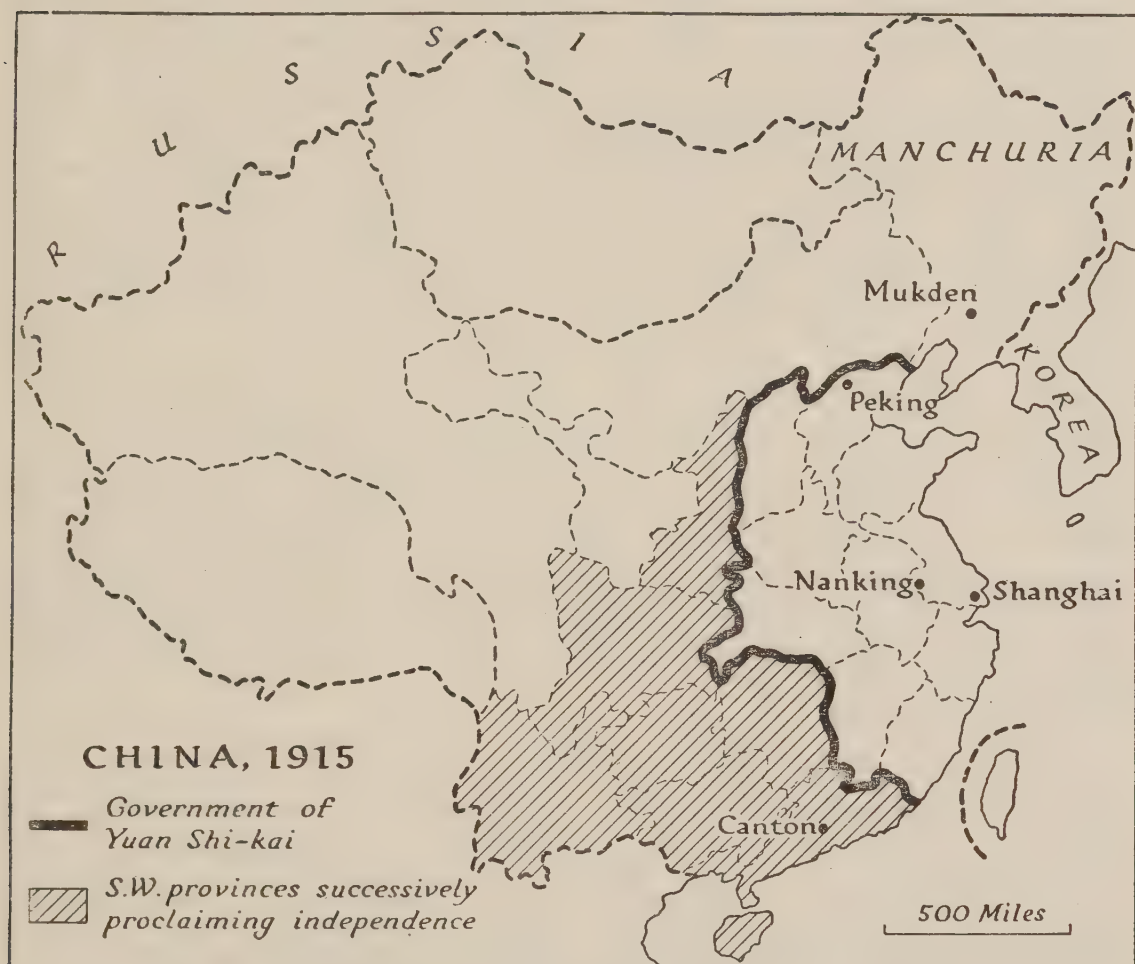 RUSSIA
MANCHURIA
Mukden
KOREA
Peking
Nanking
Shanghai
CHINA, 1915
Government of
Yuan Shi-kai
Canton
S.W. provinces successively
proclaiming independence
500 Miles